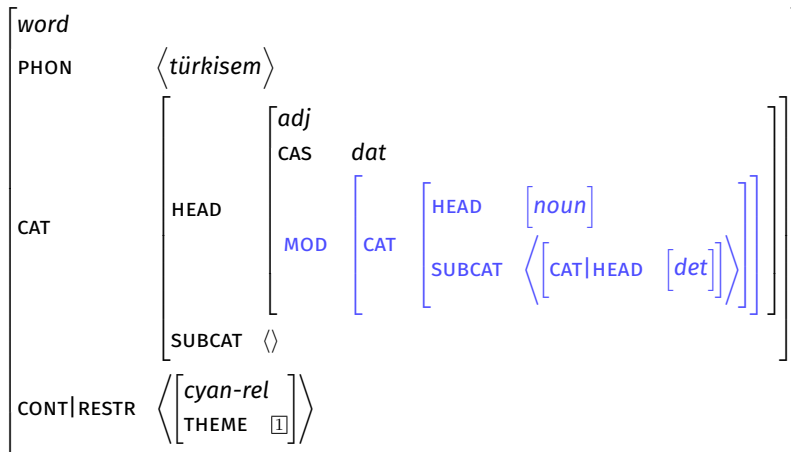 word
PHON ⟨türkisem⟩
adj
CAS dat
HEAD [noun]
CAT HEAD MOD CAT
SUBCAT ⟨[CAT|HEAD [det]]⟩
SUBCAT ⟨⟩
cyan-rel
CONT|RESTR THEME 1